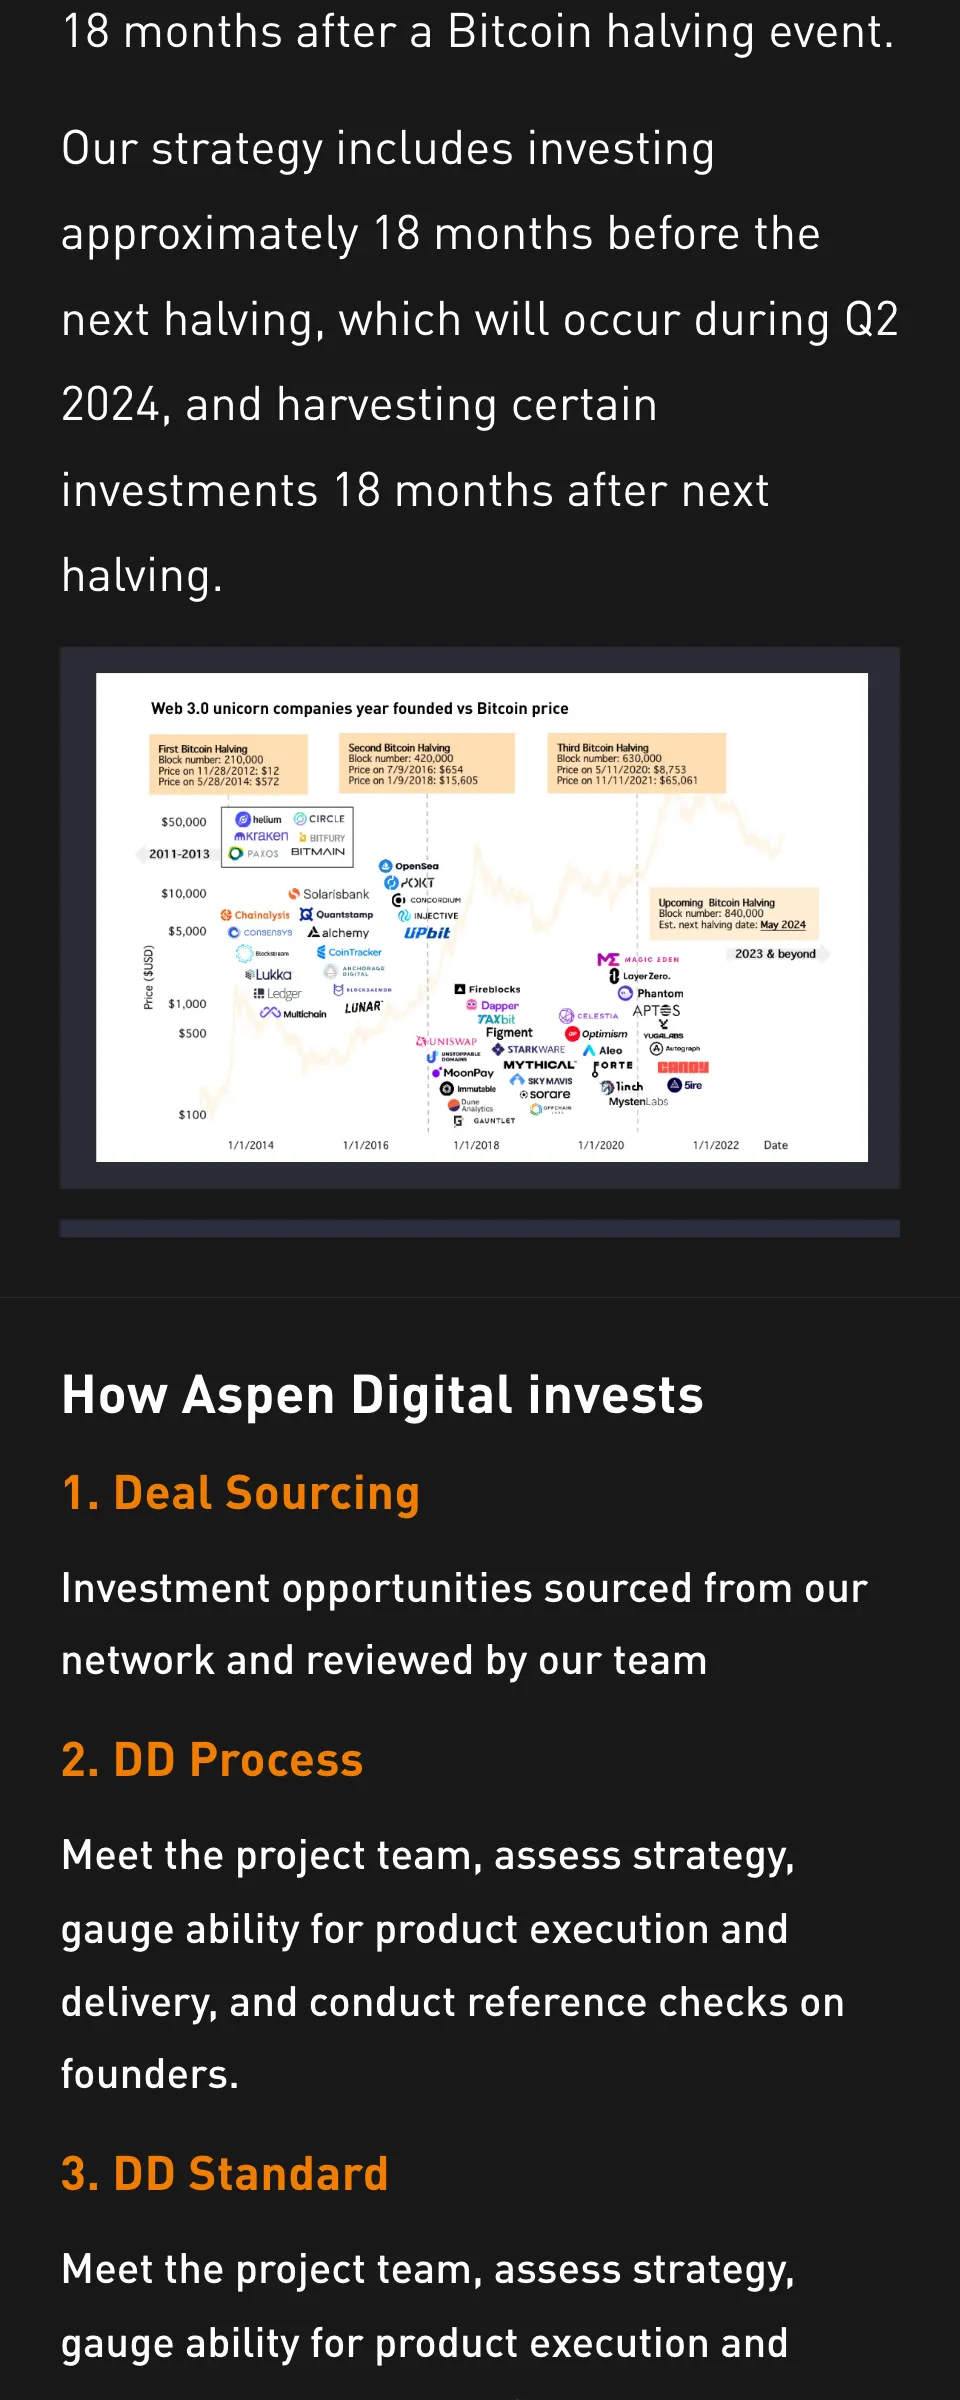 18 months after a Bitcoin halving event.
Our strategy includes investing
approximately 18 months before the
next halving, which will occur during Q2
2024, and harvesting certain
investments 18 months after next
halving.
Web 3.0 unicorn companies year founded vs Bitcoin price
First Bitcoin Halving
Block number: 210,000
Price on 11/28/2012: $12
Price on 5/28/2014: $572
Second Bitcoin Halving
Block number: 420,000
Price on 7/9/2016: $654
Price on 1/9/2018: $15,605
Third Bitcoin Halving
Block number: 630,000
Price on 5/11/2020: $8,753
Price on 11/11/2021: $65,061
Upcoming Bitcoin Halving
Block number: 840,000
Est. next halving date: May 2024
2023 & beyond
2011-2013
Price ($USD)
$50,000
$10,000
$5,000
$1,000
$500
$100
helium
CIRCLE
mKraken
BITFURY
PAXOS
BITMAIN
OpenSea
POKT
CONCORDIUM
INJECTIVE
UPbit
Solarisbank
Chainalysis
Quantstamp
CONSENSYS
alchemy
Blockstream
CoinTracker
Lukka
ANCHORAGE
DIGITAL
Ledger
BLOCKDAEMON
Multichain
LUNAR
Fireblocks
Dapper
TAXbit
Figment
UNISWAP
STARKWARE
UNSTOPPABLE
DOMAINS
MYTHICAL
MoonPay
SKY MAVIS
Immutable
sorare
Dune
Analytics
OFFCHAIN
LABS
GAUNTLET
MAGIC EDEN
LayerZero.
Phantom
CELESTIA
APTOS
OP
Optimism
YUGALABS
Aleo
Autograph
FORTE
CANDY
1inch
5ire
MystenLabs
1/1/2014
1/1/2016
1/1/2018
1/1/2020
1/1/2022
Date
How Aspen Digital invests
1. Deal Sourcing
Investment opportunities sourced from our
network and reviewed by our team
2. DD Process
Meet the project team, assess strategy,
gauge ability for product execution and
delivery, and conduct reference checks on
founders.
3. DD Standard
Meet the project team, assess strategy,
gauge ability for product execution and